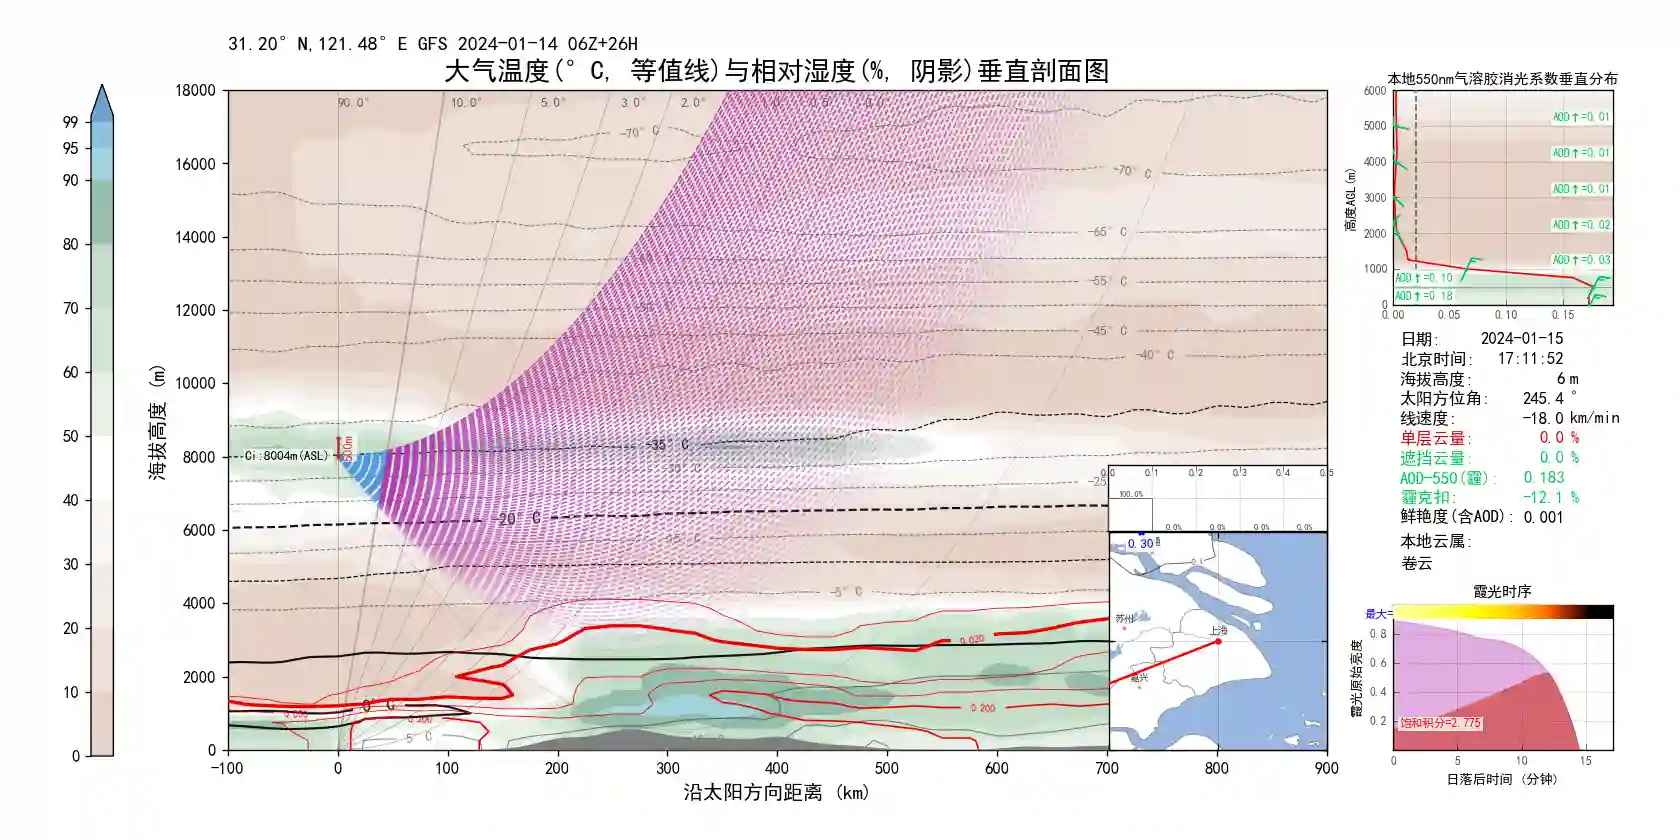 31.20°N,121.48°E GFS 2024-01-14 06Z+26H
大气温度(°C, 等值线)与相对湿度(%, 阴影)垂直剖面图
99
95
90
80
70
60
50
40
30
20
10
0
海拔高度 (m)
18000
16000
14000
12000
10000
8000
6000
4000
2000
0
90.0°
10.0°
5.0°
3.0°
2.0°
-70°C
-70°C
-65°C
-55°C
-45°C
-40°C
-35°C
-20°C
-5°C
0°C
5°C
Ci:8004m(ASL)
500m
0.020
0.200
0.200
-100
0
100
200
300
400
500
600
700
800
900
沿太阳方向距离 (km)
0.0
0.1
0.2
0.3
0.4
0.5
100.0%
0.0%
0.0%
0.0%
0.0%
0.30
苏州
上海
嘉兴
本地550nm气溶胶消光系数垂直分布
高度AGL(m)
6000
5000
4000
3000
2000
1000
0
AOD↑=0.01
AOD↑=0.01
AOD↑=0.01
AOD↑=0.02
AOD↑=0.03
AOD↑=0.10
AOD↑=0.18
0.00
0.05
0.10
0.15
日期: 2024-01-15
北京时间: 17:11:52
海拔高度: 6 m
太阳方位角: 245.4 °
线速度: -18.0 km/min
单层云量: 0.0 %
遮挡云量: 0.0 %
AOD-550(霾): 0.183
霾克扣: -12.1 %
鲜艳度(含AOD): 0.001
本地云属:
卷云
霞光时序
最大=
霞光原始亮度
0.8
0.6
0.4
0.2
饱和积分=2.775
0
5
10
15
日落后时间 (分钟)